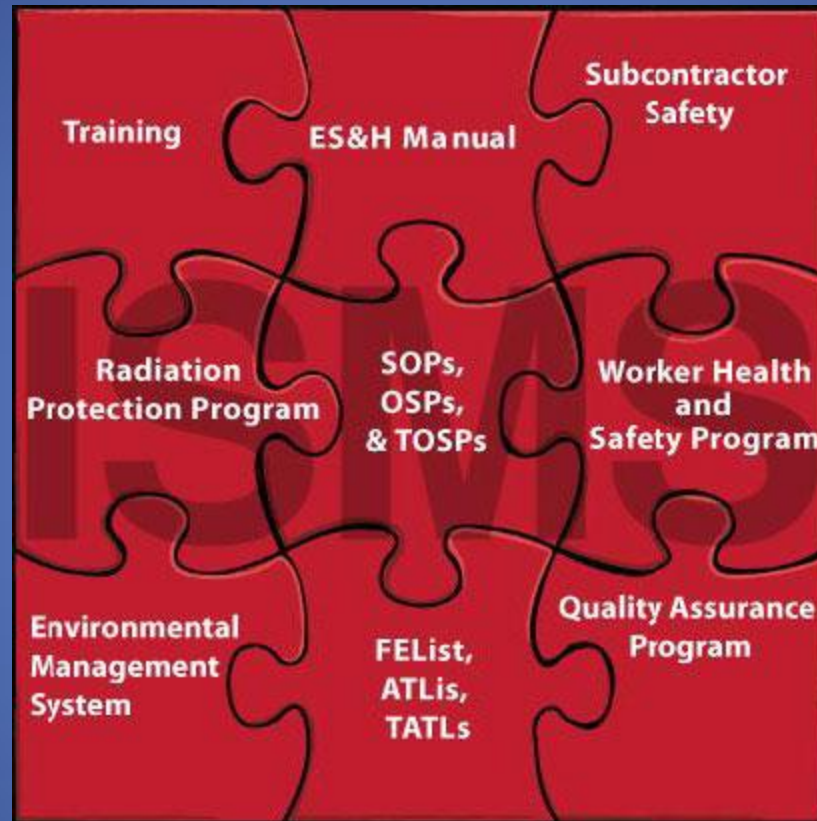 Training
ES&H Manual
Subcontractor
Safety
Radiation
Protection Program
SOPs,
OSPs,
& TOSPs
Worker Health
and
Safety Program
ISMS
Environmental
Management
System
FEList,
ATLis,
TATLs
Quality Assurance
Program